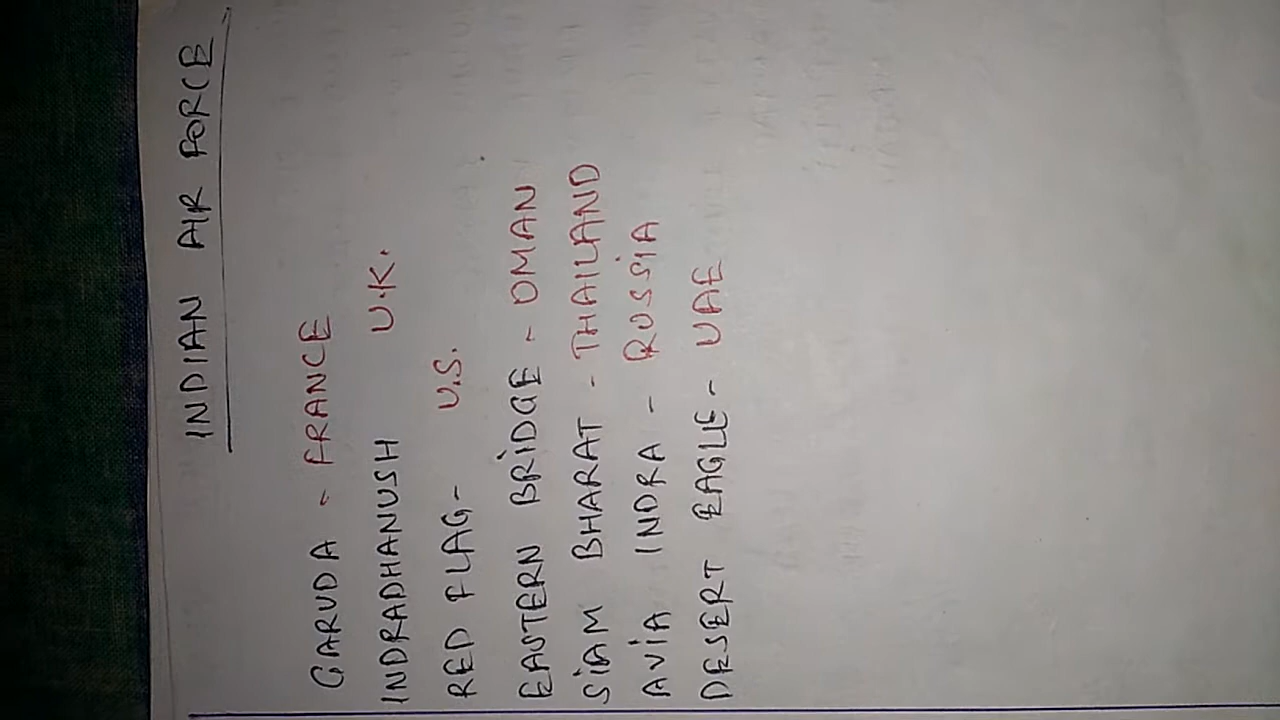 INDIAN AIR FORCE
GARUDA - FRANCE
INDRADHANUSH U.K.
RED FLAG- U.S.
EASTERN BRIDGE - OMAN
SIAM BHARAT - THAILAND
AVIA INDRA - RUSSIA
DESERT EAGLE - UAE